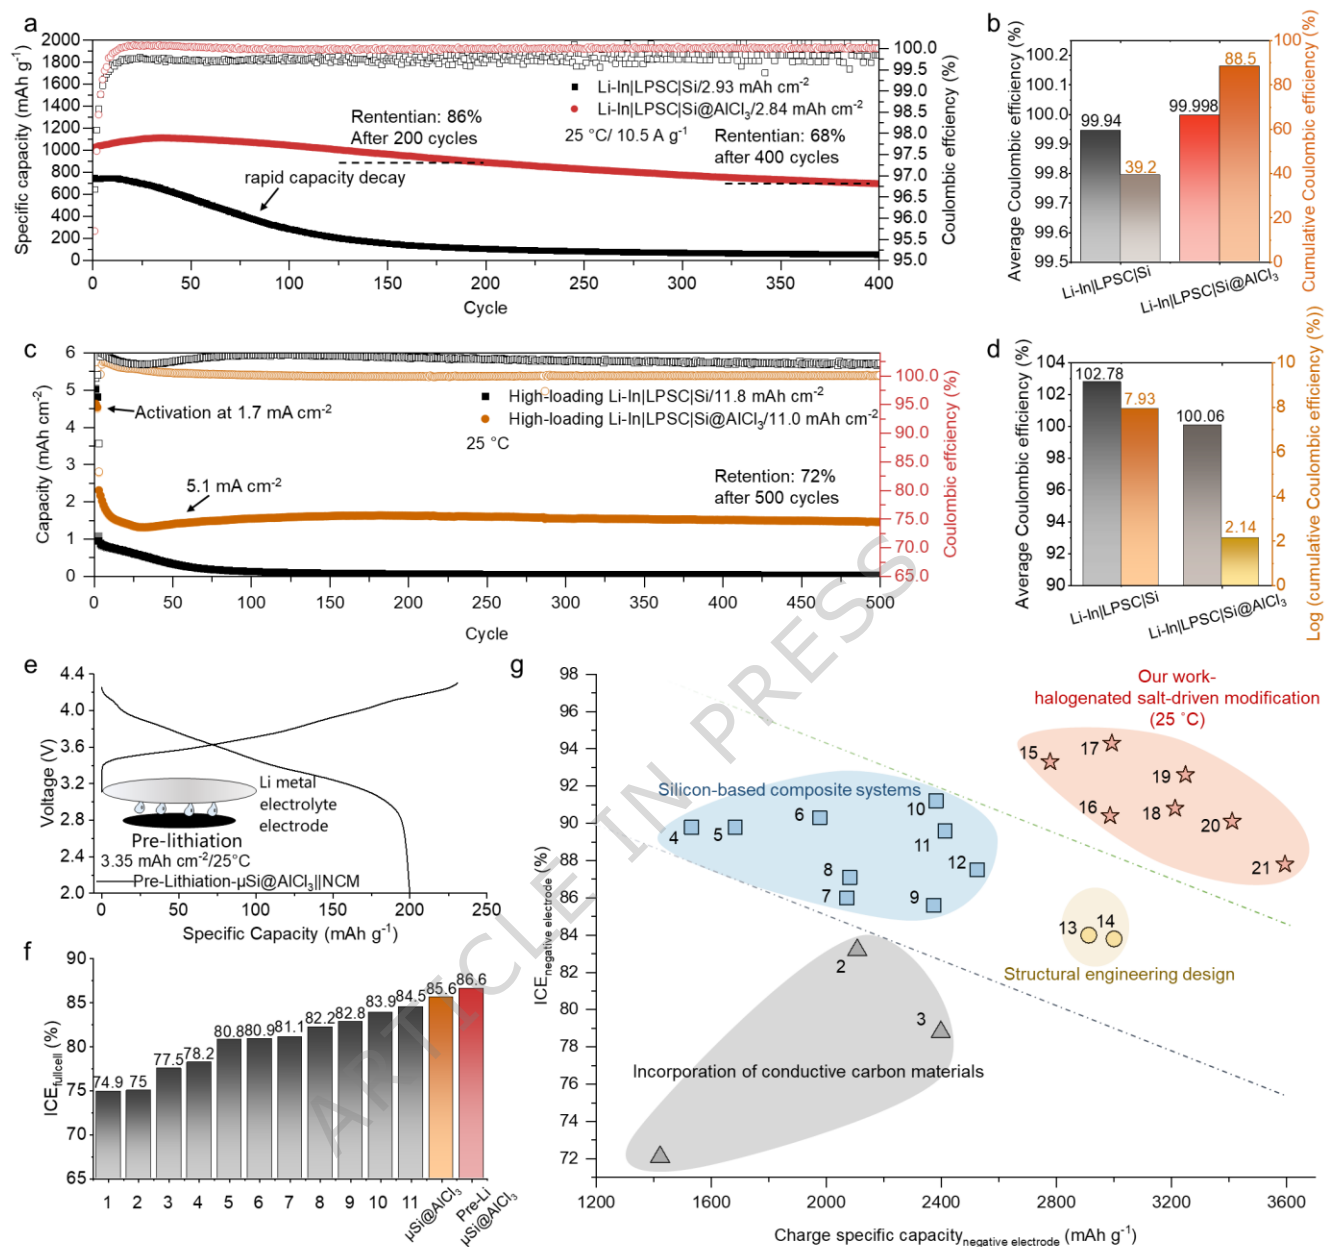 a
2000
1800
1600
1400
1200
1000
800
600
400
200
0
Specific capacity (mAh g⁻¹)
Li-In|LPSC|Si/2.93 mAh cm⁻²
Li-In|LPSC|Si@AlCl₃/2.84 mAh cm⁻²
25 °C/ 10.5 A g⁻¹
Rentention: 86%
After 200 cycles
Rentention: 68%
after 400 cycles
rapid capacity decay
100.0
99.5
99.0
98.5
98.0
97.5
97.0
96.5
96.0
95.5
95.0
Coulombic effciency (%)
0 50 100 150 200 250 300 350 400
Cycle
b
100.2
100.1
100.0
99.9
99.8
99.7
99.6
99.5
Average Coulombic efficiency (%)
99.94
39.2
99.998
88.5
100
80
60
40
20
0
Cumulative Coulombic efficiency (%)
Li-In|LPSC|Si
Li-In|LPSC|Si@AlCl₃
c
6
5
4
3
2
1
0
Capacity (mAh cm⁻²)
Activation at 1.7 mA cm⁻²
High-loading Li-In|LPSC|Si/11.8 mAh cm⁻²
High-loading Li-In|LPSC|Si@AlCl₃/11.0 mAh cm⁻²
25 °C
5.1 mA cm⁻²
Retention: 72%
after 500 cycles
100.0
95.0
90.0
85.0
80.0
75.0
70.0
65.0
Coulombic effciency (%)
0 50 100 150 200 250 300 350 400 450 500
Cycle
d
104
102
100
98
96
94
92
90
Average Coulombic efficiency (%)
102.78
7.93
100.06
2.14
10
8
6
4
2
0
Log (cumulative Coulombic efficiency (%))
Li-In|LPSC|Si
Li-In|LPSC|Si@AlCl₃
e
4.4
4.0
3.6
3.2
2.8
2.4
2.0
Voltage (V)
Li metal
electrolyte
electrode
Pre-lithiation
3.35 mAh cm⁻²/25°C
Pre-Lithiation-µSi@AlCl₃||NCM
0 50 100 150 200 250
Specific Capacity (mAh g⁻¹)
f
90
85
80
75
70
65
ICE fullcell (%)
74.9 75 77.5 78.2 80.8 80.9 81.1 82.2 82.8 83.9 84.5 85.6 86.6
1 2 3 4 5 6 7 8 9 10 11 µSi@AlCl₃ Pre-Li µSi@AlCl₃
g
98
96
94
92
90
88
86
84
82
80
78
76
74
72
ICE negative electrode (%)
Our work-
halogenated salt-driven modification
(25 °C)
15 17
19
16 18
20
21
Silicon-based composite systems
4 5 6 10
11
8 12
7 9
13 14
Structural engineering design
2
3
Incorporation of conductive carbon materials
1200 1600 2000 2400 2800 3200 3600
Charge specific capacity negative electrode (mAh g⁻¹)
ARTICLE IN PRESS